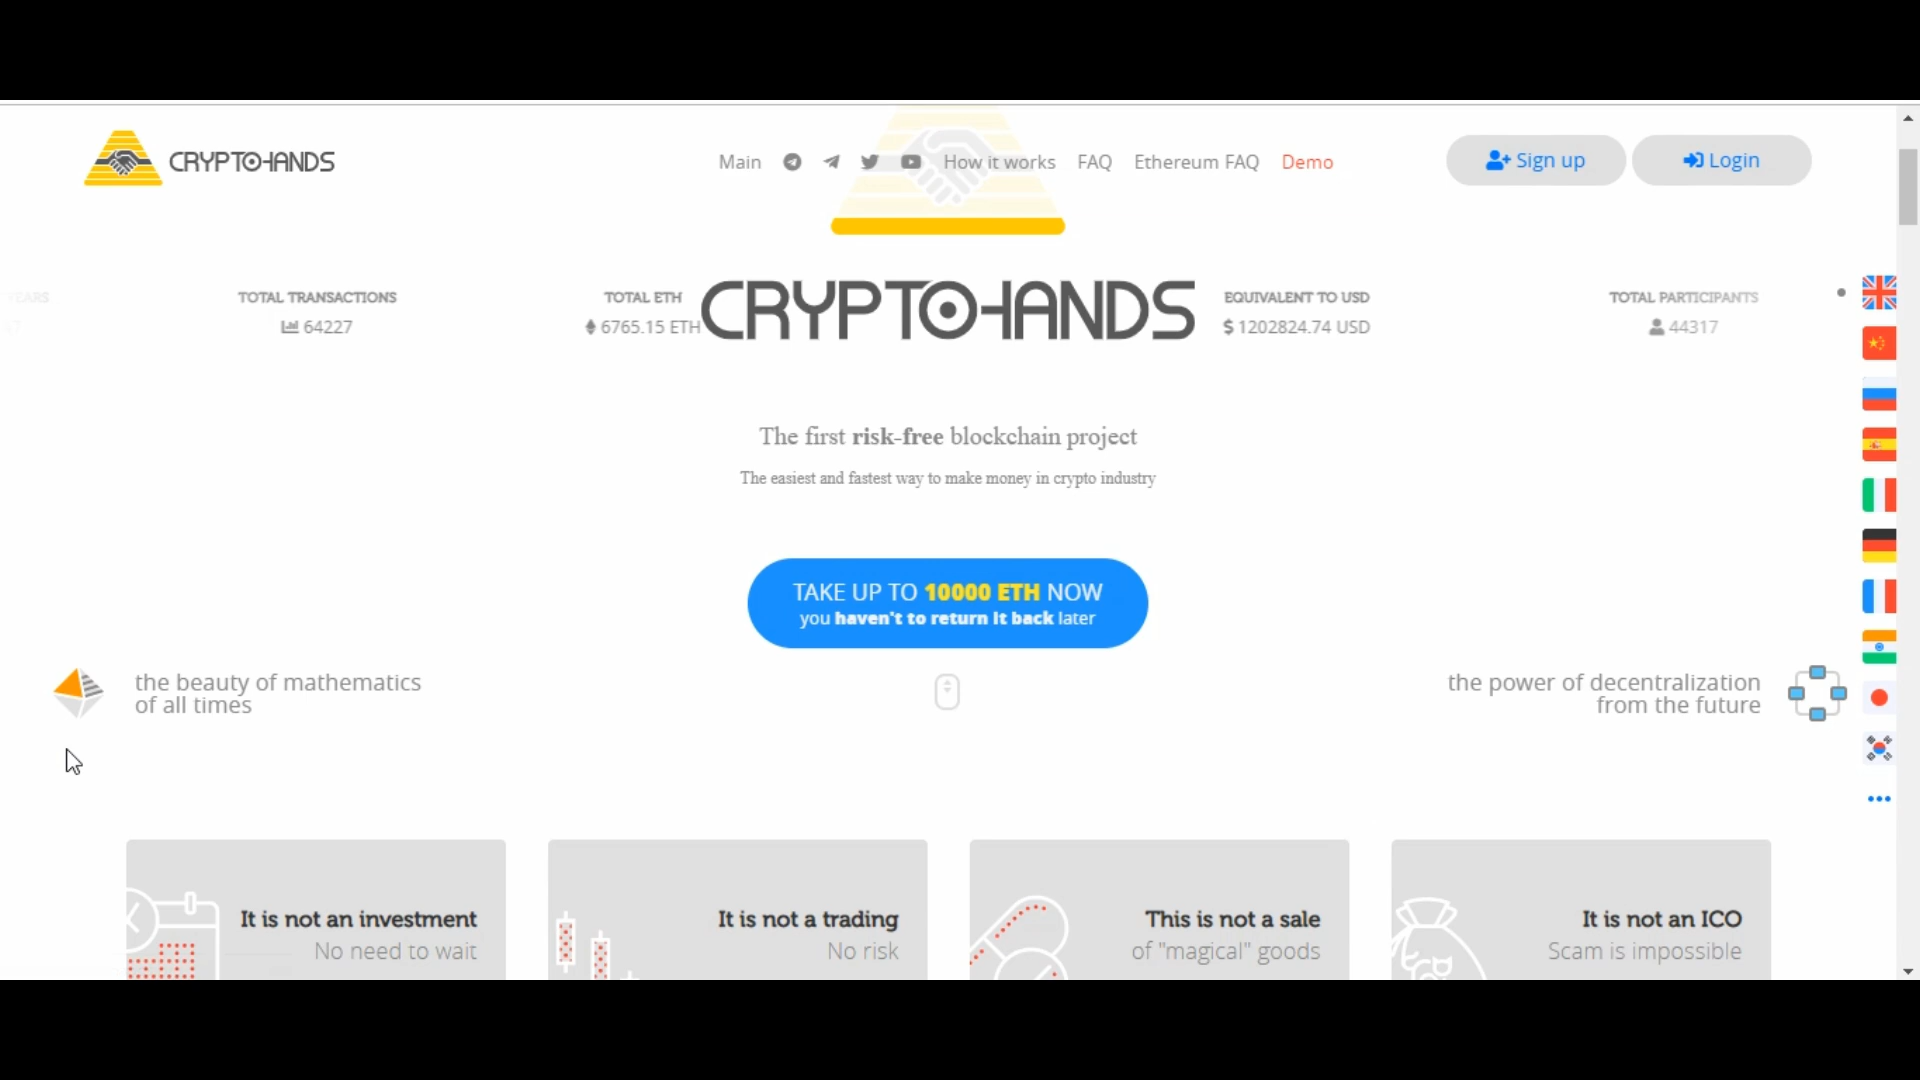 CRYPTOHANDS
Main
How it works
FAQ
Ethereum FAQ
Demo
Sign up
Login
YEARS
TOTAL TRANSACTIONS
64227
TOTAL ETH
6765.15 ETH
CRYPTOHANDS
EQUIVALENT TO USD
$ 1202824.74 USD
TOTAL PARTICIPANTS
44317
The first risk-free blockchain project
The easiest and fastest way to make money in crypto industry
TAKE UP TO 10000 ETH NOW
you haven't to return it back later
the beauty of mathematics
of all times
the power of decentralization
from the future
It is not an investment
No need to wait
It is not a trading
No risk
This is not a sale
of "magical" goods
It is not an ICO
Scam is impossible